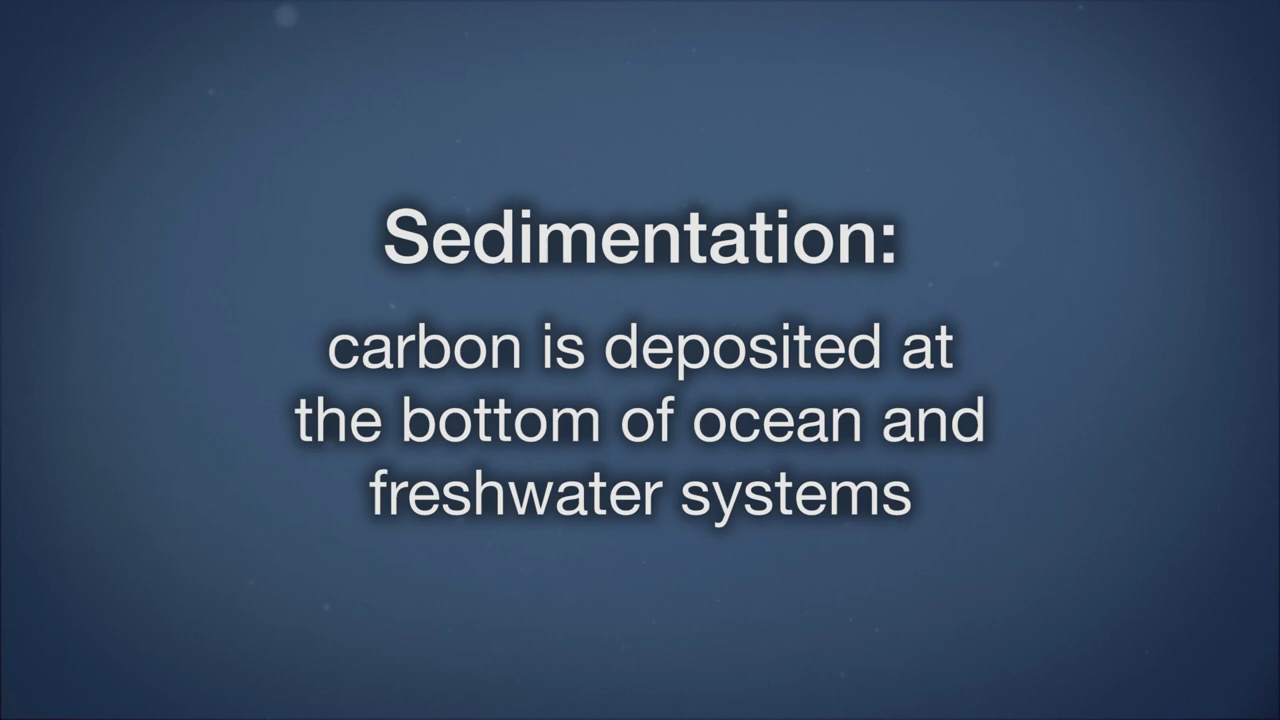 Sedimentation:
carbon is deposited at
the bottom of ocean and
freshwater systems